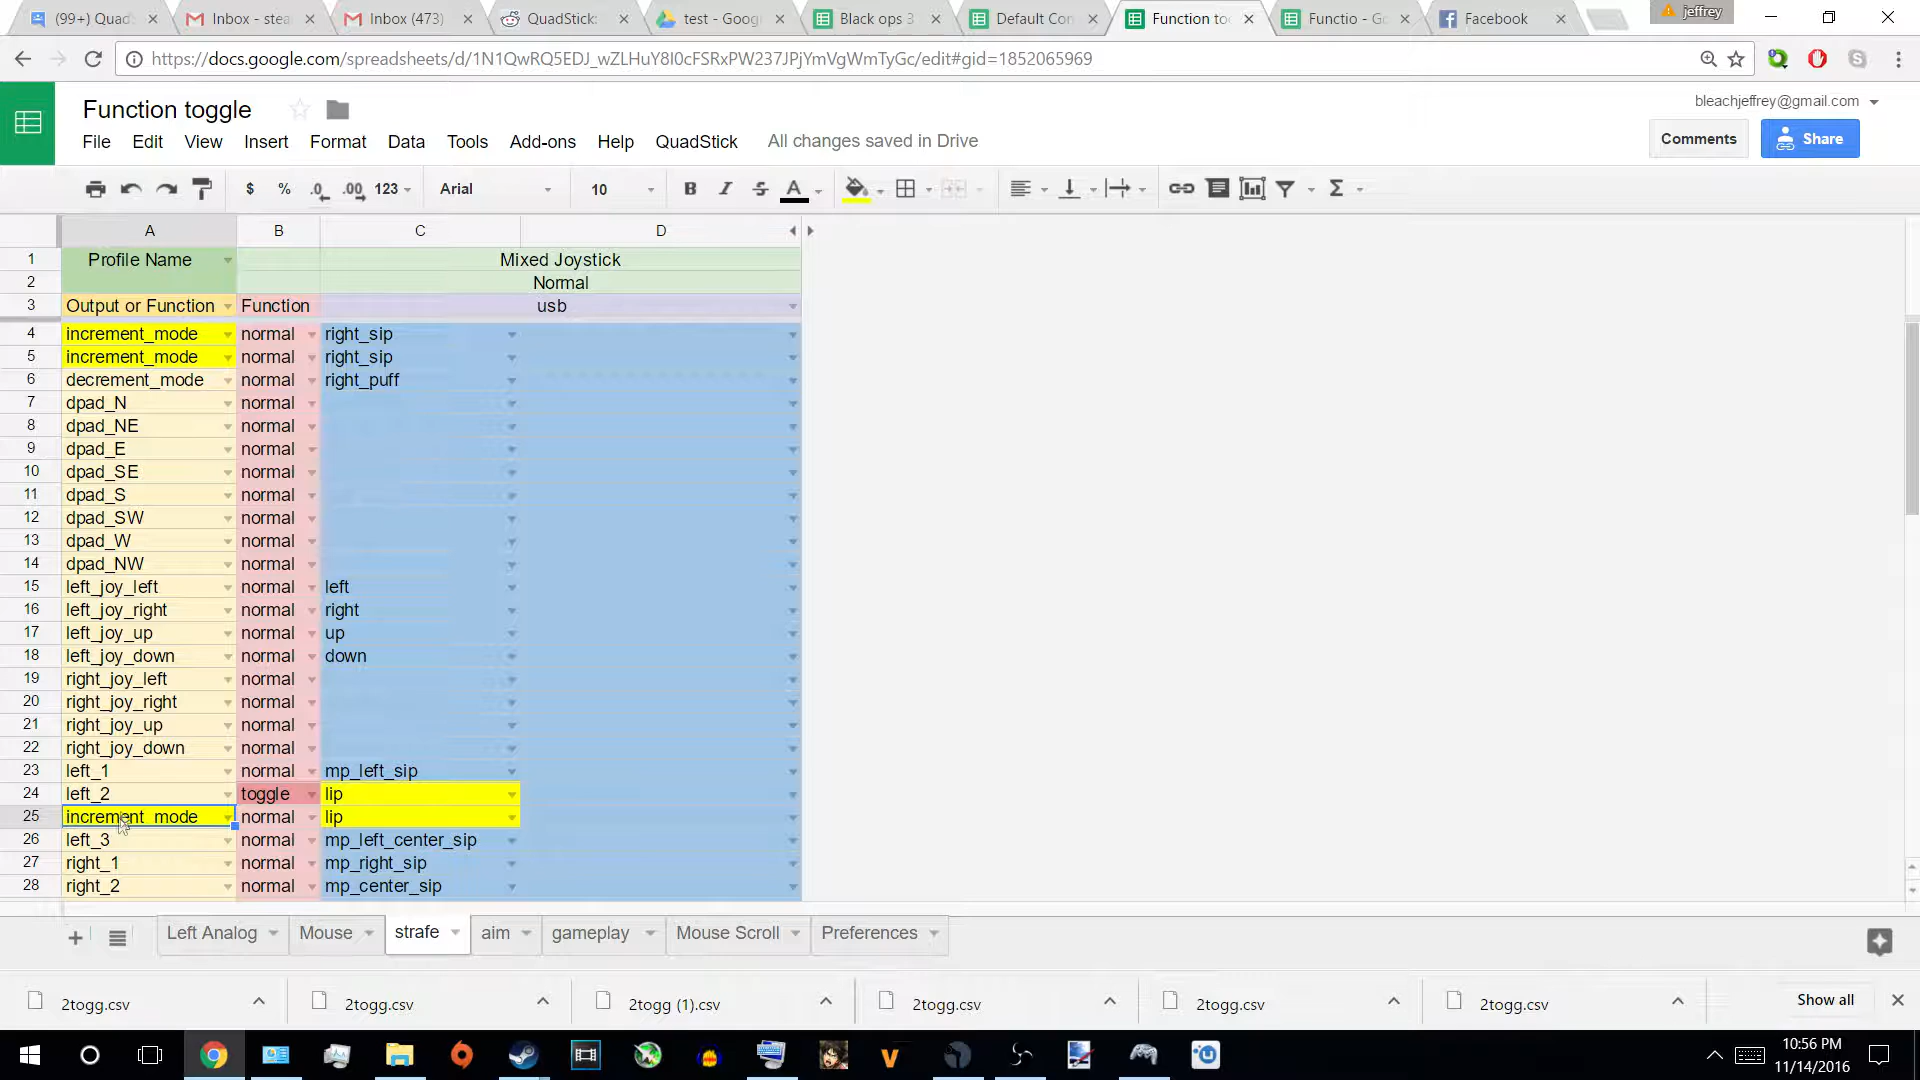 (99+) Quad
Inbox - stea
Inbox (473)
QuadStick:
test - Googl
Black ops 3
Default Con
Function to
Functio - Go
Facebook
jeffrey
https://docs.google.com/spreadsheets/d/1N1QwRQ5EDJ_wZLHuY8I0cFSRxPW237JPjYmVgWmTyGc/edit#gid=1852065969
Function toggle
bleachjeffrey@gmail.com
File Edit View Insert Format Data Tools Add-ons Help QuadStick All changes saved in Drive
Comments
Share
$ % .0 .00 123 Arial 10 B I S A Σ
A B C D
1 Profile Name Mixed Joystick
2 Normal
3 Output or Function Function usb
4 increment_mode normal right_sip
5 increment_mode normal right_sip
6 decrement_mode normal right_puff
7 dpad_N normal
8 dpad_NE normal
9 dpad_E normal
10 dpad_SE normal
11 dpad_S normal
12 dpad_SW normal
13 dpad_W normal
14 dpad_NW normal
15 left_joy_left normal left
16 left_joy_right normal right
17 left_joy_up normal up
18 left_joy_down normal down
19 right_joy_left normal
20 right_joy_right normal
21 right_joy_up normal
22 right_joy_down normal
23 left_1 normal mp_left_sip
24 left_2 toggle lip
25 increment_mode normal lip
26 left_3 normal mp_left_center_sip
27 right_1 normal mp_right_sip
28 right_2 normal mp_center_sip
Left Analog Mouse strafe aim gameplay Mouse Scroll Preferences
2togg.csv 2togg.csv 2togg (1).csv 2togg.csv 2togg.csv 2togg.csv Show all
10:56 PM
11/14/2016